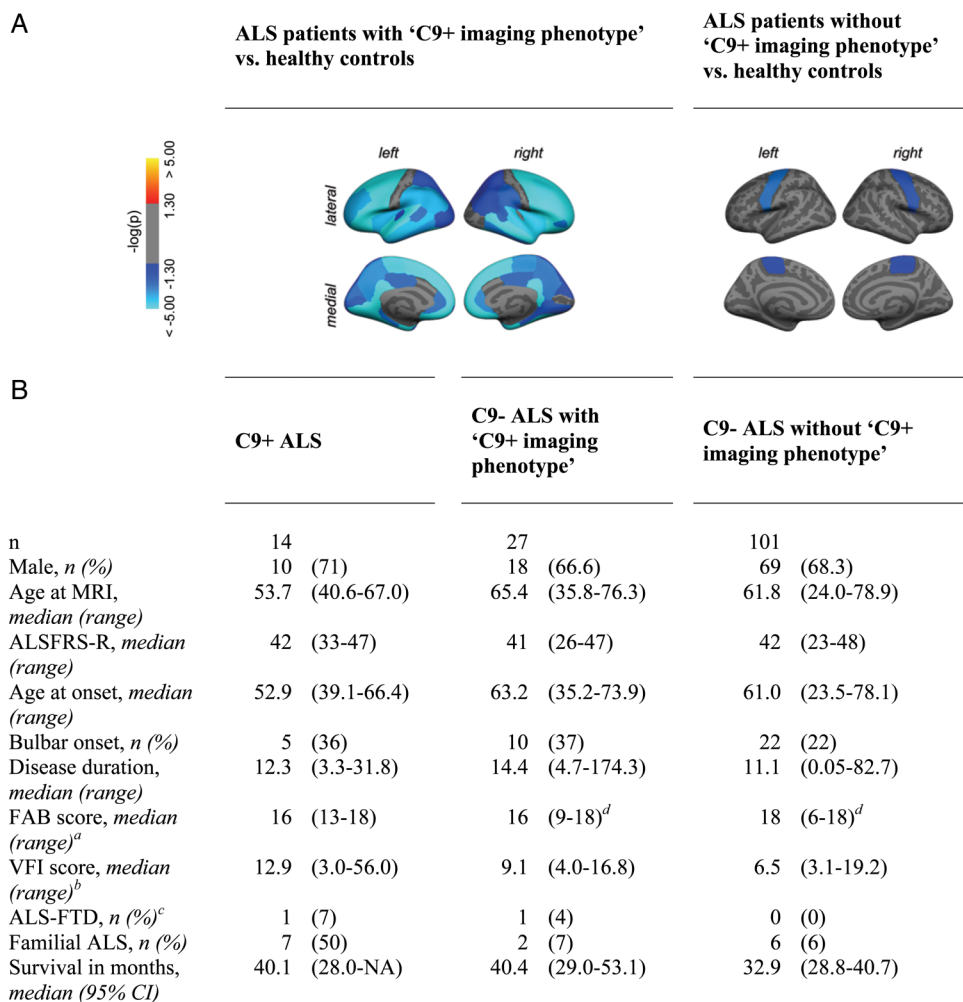 A
ALS patients with ‘C9+ imaging phenotype’
vs. healthy controls
ALS patients without
‘C9+ imaging phenotype’
vs. healthy controls
-log(p)
> 5.00
1.30
-1.30
< -5.00
left
right
lateral
medial
left
right
B
C9+ ALS
C9- ALS with
‘C9+ imaging
phenotype’
C9- ALS without ‘C9+
imaging phenotype’
n 14 27 101
Male, n (%) 10 (71) 18 (66.6) 69 (68.3)
Age at MRI, 53.7 (40.6-67.0) 65.4 (35.8-76.3) 61.8 (24.0-78.9)
median (range)
ALSFRS-R, median 42 (33-47) 41 (26-47) 42 (23-48)
(range)
Age at onset, median 52.9 (39.1-66.4) 63.2 (35.2-73.9) 61.0 (23.5-78.1)
(range)
Bulbar onset, n (%) 5 (36) 10 (37) 22 (22)
Disease duration, 12.3 (3.3-31.8) 14.4 (4.7-174.3) 11.1 (0.05-82.7)
median (range)
FAB score, median 16 (13-18) 16 (9-18)d 18 (6-18)d
(range)a
VFI score, median 12.9 (3.0-56.0) 9.1 (4.0-16.8) 6.5 (3.1-19.2)
(range)b
ALS-FTD, n (%)c 1 (7) 1 (4) 0 (0)
Familial ALS, n (%) 7 (50) 2 (7) 6 (6)
Survival in months, 40.1 (28.0-NA) 40.4 (29.0-53.1) 32.9 (28.8-40.7)
median (95% CI)